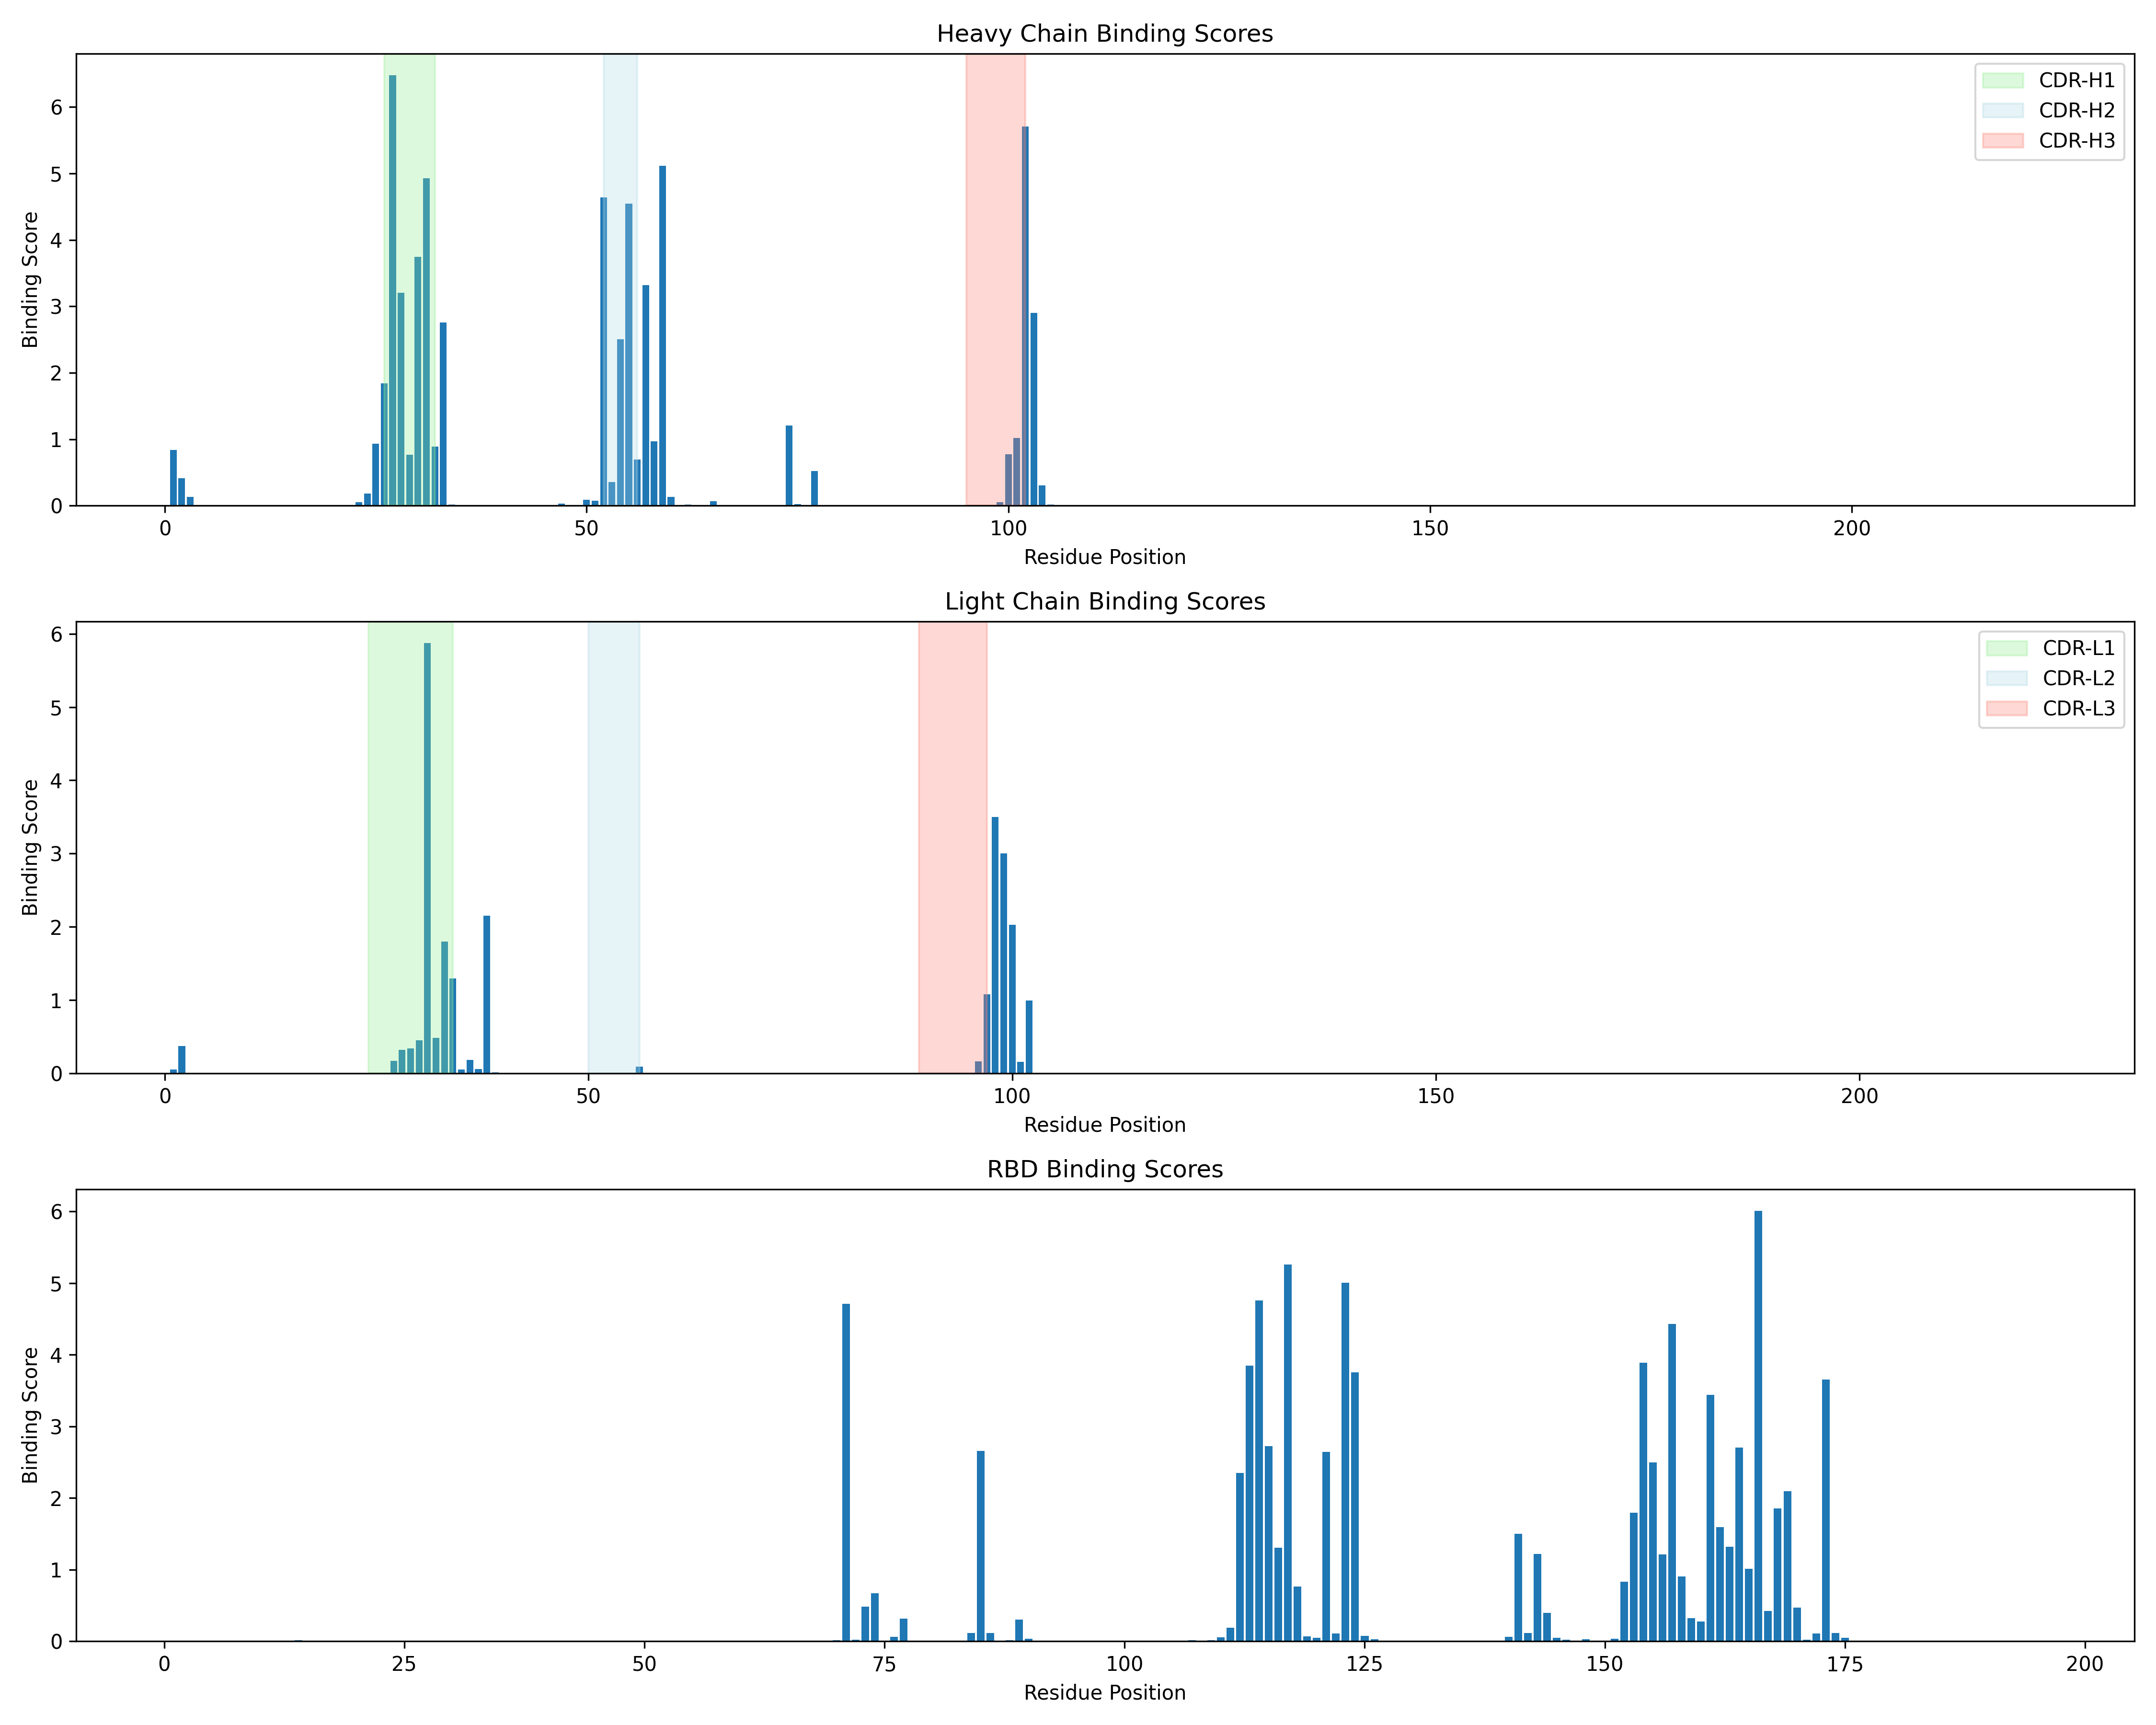 Heavy Chain Binding Scores
Binding Score
6
5
4
3
2
1
0
CDR-H1
CDR-H2
CDR-H3
0 50 100 150 200
Residue Position
Light Chain Binding Scores
Binding Score
6
5
4
3
2
1
0
CDR-L1
CDR-L2
CDR-L3
0 50 100 150 200
Residue Position
RBD Binding Scores
Binding Score
6
5
4
3
2
1
0
0 25 50 75 100 125 150 175 200
Residue Position